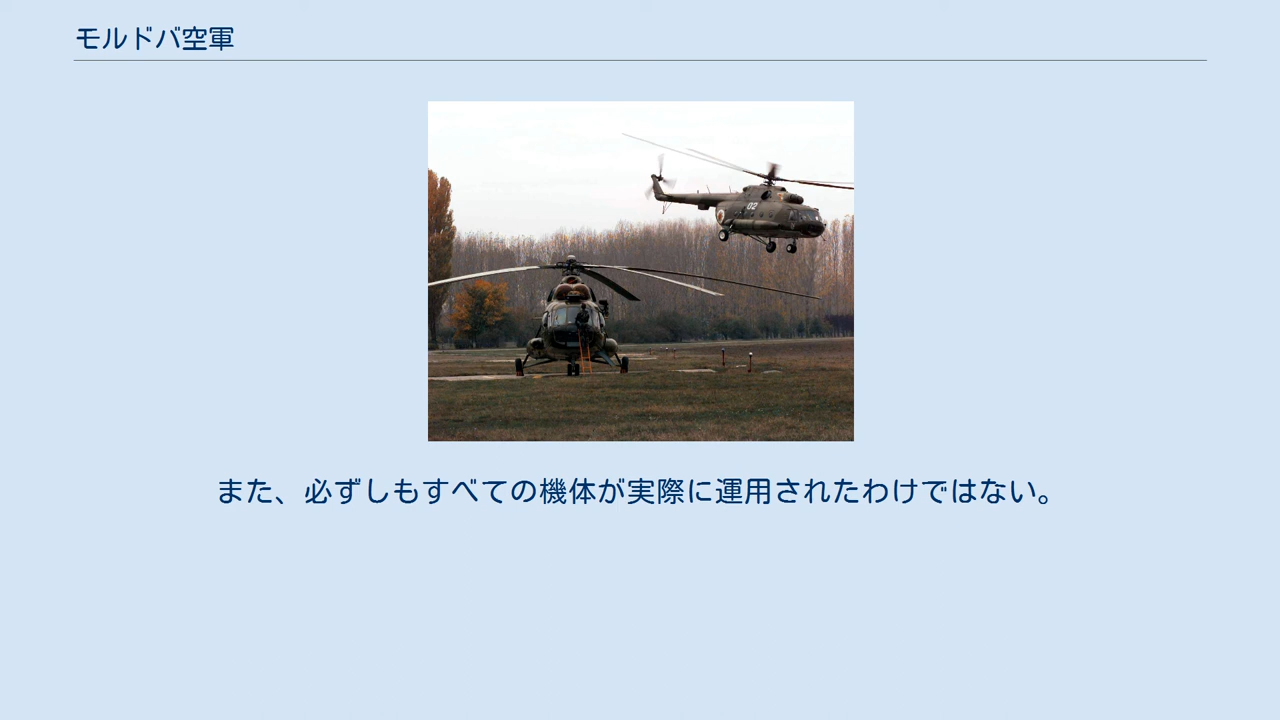 モルドバ空軍
02
また、必ずしもすべての機体が実際に運用されたわけではない。